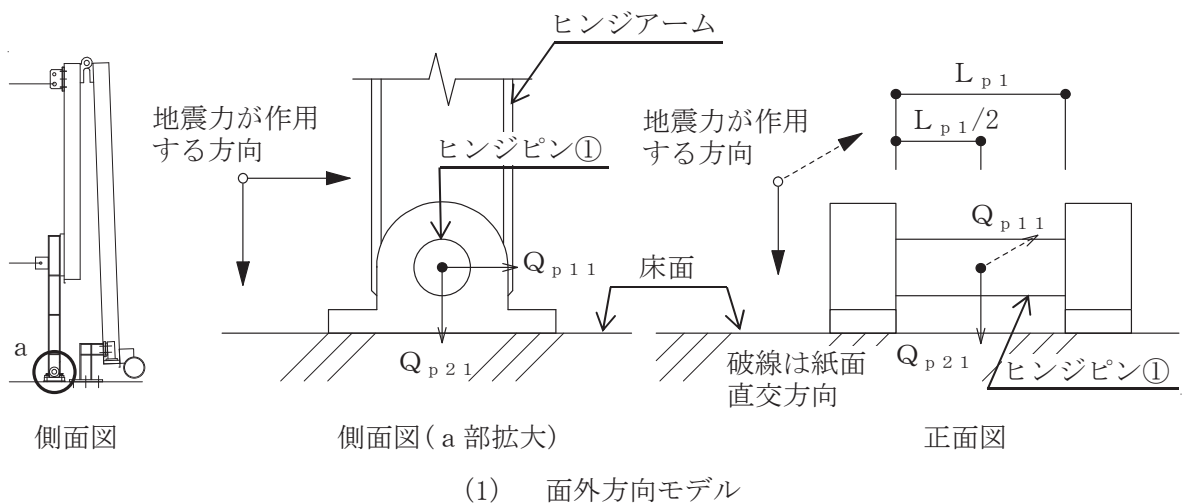 ヒンジアーム
地震力が作用
する方向
ヒンジピン①
Q p 1 1
Q p 2 1
a
側面図
側面図(a部拡大)
床面
L p 1
L p 1 /2
地震力が作用
する方向
Q p 1 1
Q p 2 1
破線は紙面
直交方向
ヒンジピン①
正面図
(1) 面外方向モデル